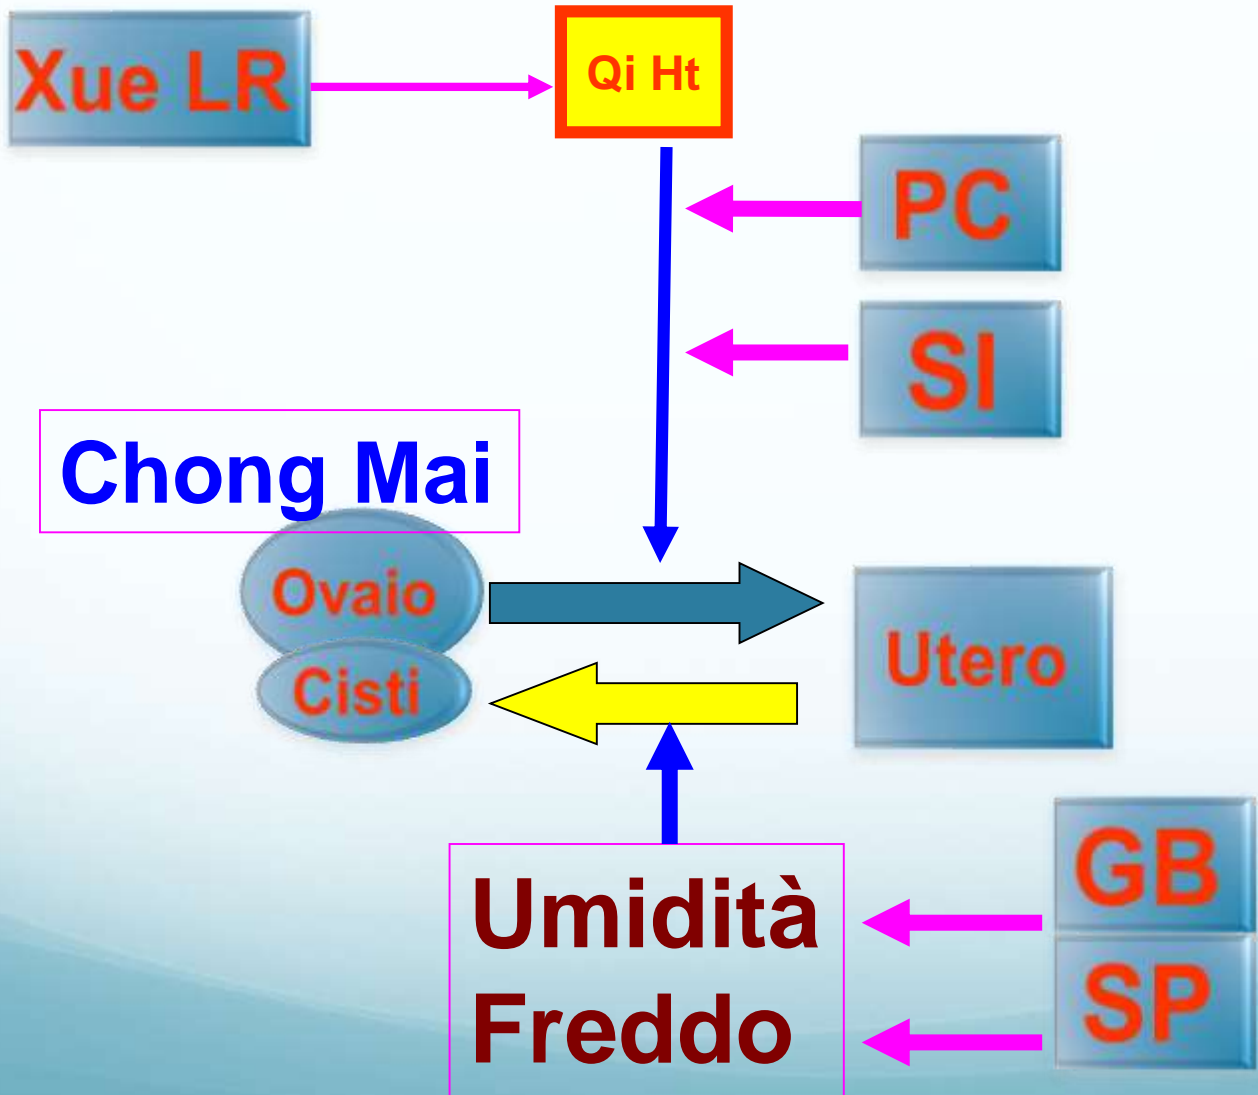 Xue LR
Qi Ht
PC
SI
Chong Mai
Ovaio
Cisti
Utero
Umidità
Freddo
GB
SP